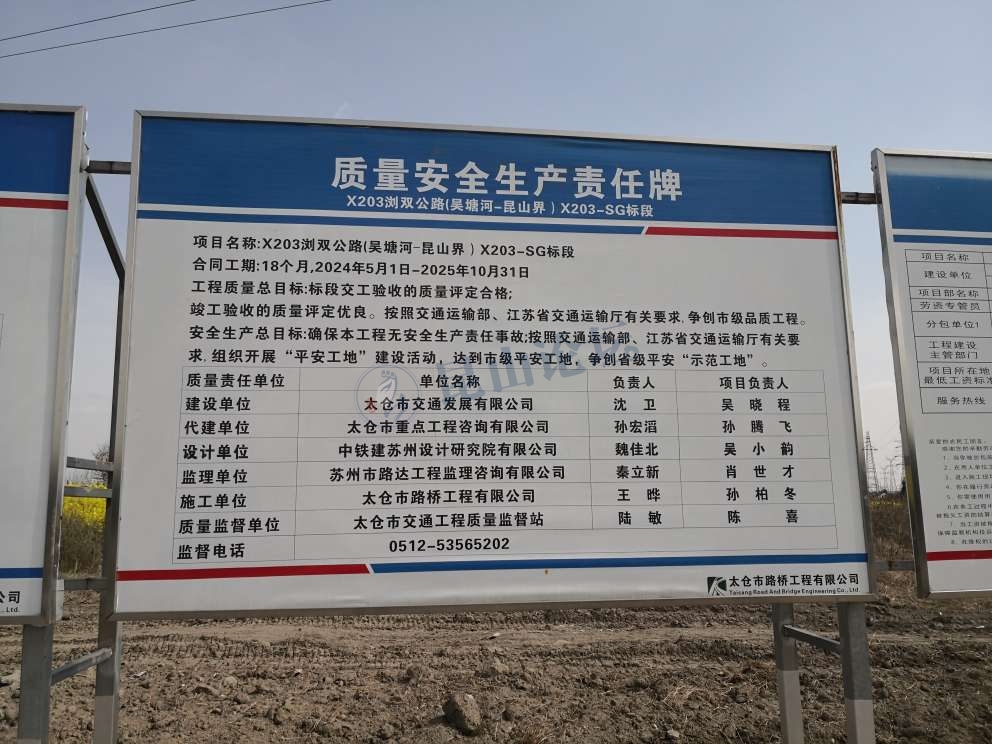 质量安全生产责任牌
X203浏双公路(吴塘河-昆山界）X203-SG标段
项目名称:X203浏双公路(吴塘河-昆山界）X203-SG标段
合同工期:18个月,2024年5月1日-2025年10月31日
工程质量总目标:标段交工验收的质量评定合格;
竣工验收的质量评定优良。按照交通运输部、江苏省交通运输厅有关要求,争创市级品质工程。
安全生产总目标:确保本工程无安全生产责任事故;按照交通运输部、江苏省交通运输厅有关要
求,组织开展“平安工地”建设活动，达到市级平安工地，争创省级平安“示范工地”。
质量责任单位 单位名称 负责人 项目负责人
建设单位 太仓市交通发展有限公司 沈卫 吴晓程
代建单位 太仓市重点工程咨询有限公司 孙宏滔 孙腾飞
设计单位 中铁建苏州设计研究院有限公司 魏佳北 吴小韵
监理单位 苏州市路达工程监理咨询有限公司 秦立新 肖世才
施工单位 太仓市路桥工程有限公司 王晔 孙柏冬
质量监督单位 太仓市交通工程质量监督站 陆敏 陈喜
监督电话 0512-53565202
太仓市路桥工程有限公司
Taicang Road And Bridge Engineering Co., Ltd.
昆山论坛
公司
., Ltd.
项目名称
建设单位
项目部名称
劳资专管员
分包单位1
工程建设
主管部门
项目所在地
最低工资标准
服务热线